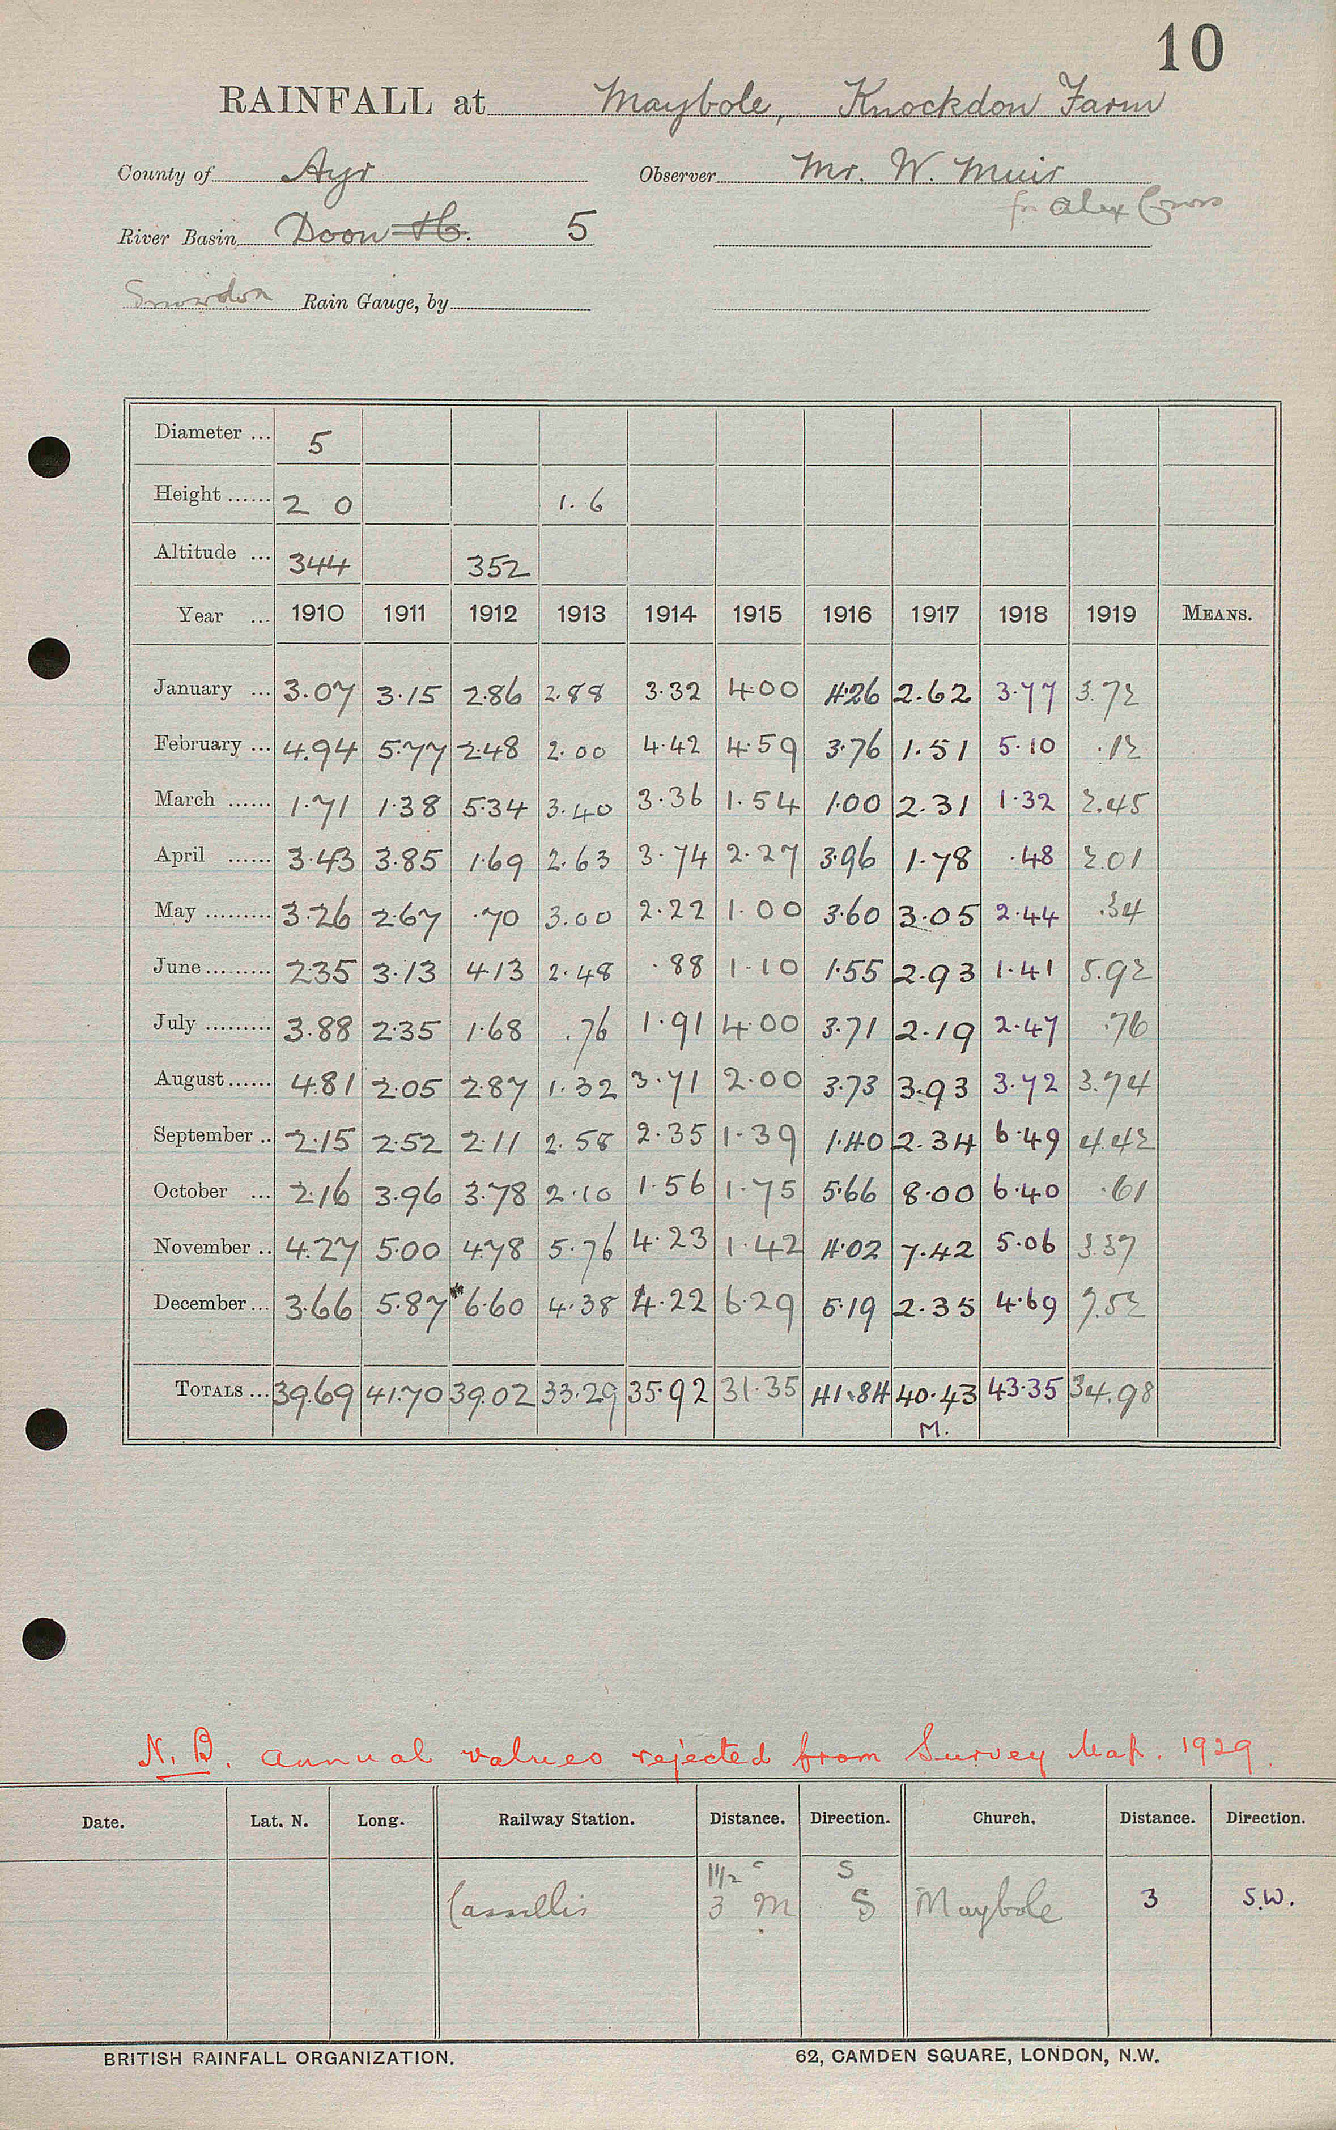 10
RAINFALL at Maybole, Knockdon Farm
County of Ayr Observer Mr. W. Muir
for Alex
River Basin Doon 5
Snowdon Rain Gauge, by
Diameter ... 5
Height ...... 2 0 1. 6
Altitude ... 344 352
Year ... 1910 1911 1912 1913 1914 1915 1916 1917 1918 1919 MEANS.
January ... 3.07 3.15 2.86 2.88 3.32 4.00 4.26 2.62 3.77 3.72
February ... 4.94 5.77 2.48 2.00 4.42 4.59 3.76 1.51 5.10 .12
March ...... 1.71 1.38 5.34 3.40 3.36 1.54 1.00 2.31 1.32 2.45
April ...... 3.43 3.85 1.69 2.63 3.74 2.27 3.96 1.78 .48 2.01
May ......... 3.26 2.67 .70 3.00 2.22 1.00 3.60 3.05 2.44 .34
June ......... 2.35 3.13 4.13 2.48 .88 1.10 1.55 2.93 1.41 5.92
July ......... 3.88 2.35 1.68 .76 1.91 4.00 3.71 2.19 2.47 .76
August ...... 4.81 2.05 2.87 1.32 3.71 2.00 3.73 3.93 3.72 3.74
September .. 2.15 2.52 2.11 2.58 2.35 1.39 1.40 2.34 6.49 4.42
October ... 2.16 3.96 3.78 2.10 1.56 1.75 5.66 8.00 6.40 .61
November .. 4.27 5.00 4.78 5.76 4.23 1.42 4.02 7.42 5.06 3.37
December ... 3.66 5.87 *6.60 4.38 4.22 6.29 5.19 2.35 4.69 7.52
TOTALS ... 39.69 41.70 39.02 33.29 35.92 31.35 41.84 40.43 43.35 34.98
M.
N.B. Annual values rejected from Survey Map. 1929.
Date. Lat. N. Long. Railway Station. Distance. Direction. Church. Distance. Direction.
1 1/2 S
Cassillis 3 M S Maybole 3 S.W.
BRITISH RAINFALL ORGANIZATION. 62, CAMDEN SQUARE, LONDON, N.W.